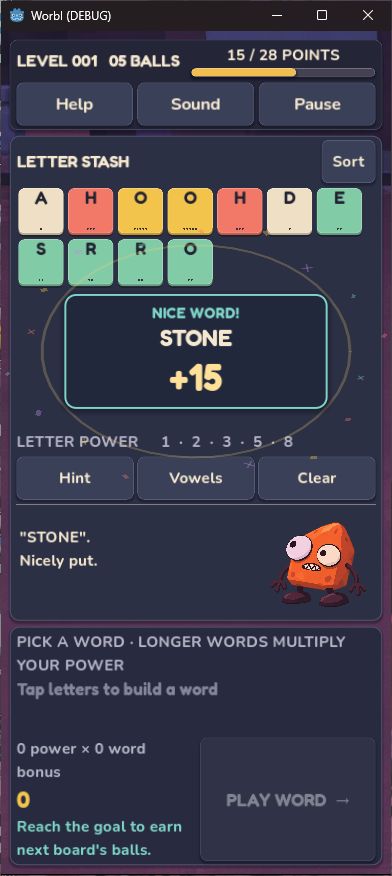 Worbl (DEBUG)
LEVEL 001 05 BALLS 15 / 28 POINTS
Help Sound Pause
LETTER STASH Sort
A H O O H D E
S R R O
NICE WORD!
STONE
+15
LETTER POWER 1 · 2 · 3 · 5 · 8
Hint Vowels Clear
"STONE".
Nicely put.
PICK A WORD · LONGER WORDS MULTIPLY
YOUR POWER
Tap letters to build a word
0 power × 0 word
bonus
0
PLAY WORD →
Reach the goal to earn
next board's balls.